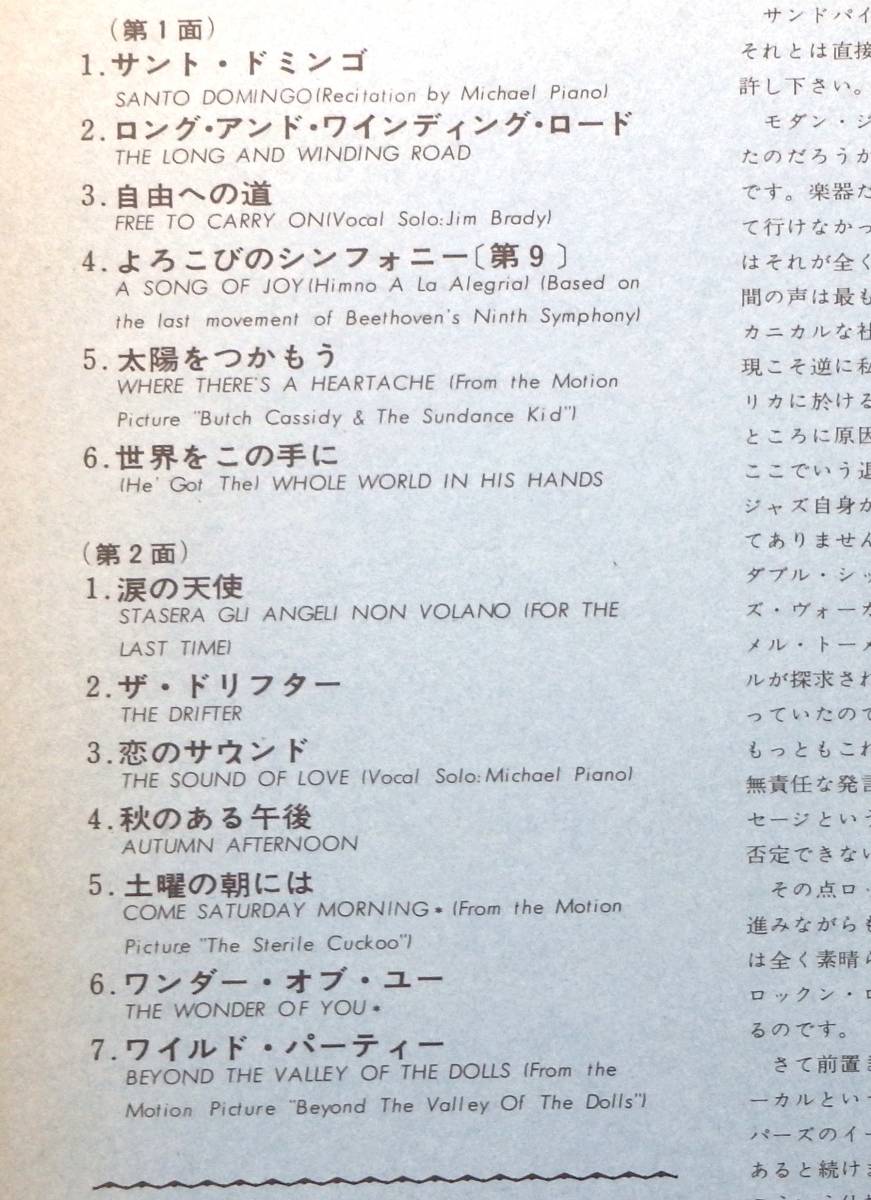 (第1面)
1.サント・ドミンゴ
SANTO DOMINGO(Recitation by Michael Piano)
2.ロング・アンド・ワインディング・ロード
THE LONG AND WINDING ROAD
3.自由への道
FREE TO CARRY ON(Vocal Solo:Jim Brady)
4.よろこびのシンフォニー〔第9〕
A SONG OF JOY(Himno A La Alegria) (Based on
the last movement of Beethoven's Ninth Symphony)
5.太陽をつかもう
WHERE THERE'S A HEARTACHE (From the Motion
Picture "Butch Cassidy & The Sundance Kid")
6.世界をこの手に
(He' Got The) WHOLE WORLD IN HIS HANDS
(第2面)
1.涙の天使
STASERA GLI ANGELI NON VOLANO (FOR THE
LAST TIME)
2.ザ・ドリフター
THE DRIFTER
3.恋のサウンド
THE SOUND OF LOVE (Vocal Solo:Michael Piano)
4.秋のある午後
AUTUMN AFTERNOON
5.土曜の朝には
COME SATURDAY MORNING* (From the Motion
Picture "The Sterile Cuckoo")
6.ワンダー・オブ・ユー
THE WONDER OF YOU*
7.ワイルド・パーティー
BEYOND THE VALLEY OF THE DOLLS (From the
Motion Picture "Beyond The Valley Of The Dolls")
サンドパイ
それとは直接
許し下さい。
モダン・ジ
たのだろうか
です。楽器だ
て行けなかっ
はそれが全く
間の声は最も
カニカルな社
現こそ逆に私
リカに於ける
ところに原因
ここでいう退
ジャズ自身か
てありません
ダブル・シッ
ズ・ヴォーカ
メル・トーメ
ルが探求され
っていたので
もっともこれ
無責任な発言
セージという
否定できない
その点ロッ
進みながらも
は全く素晴ら
ロックン・ロ
るのです。
さて前置き
ーカルといっ
パーズのイー
あると続けま